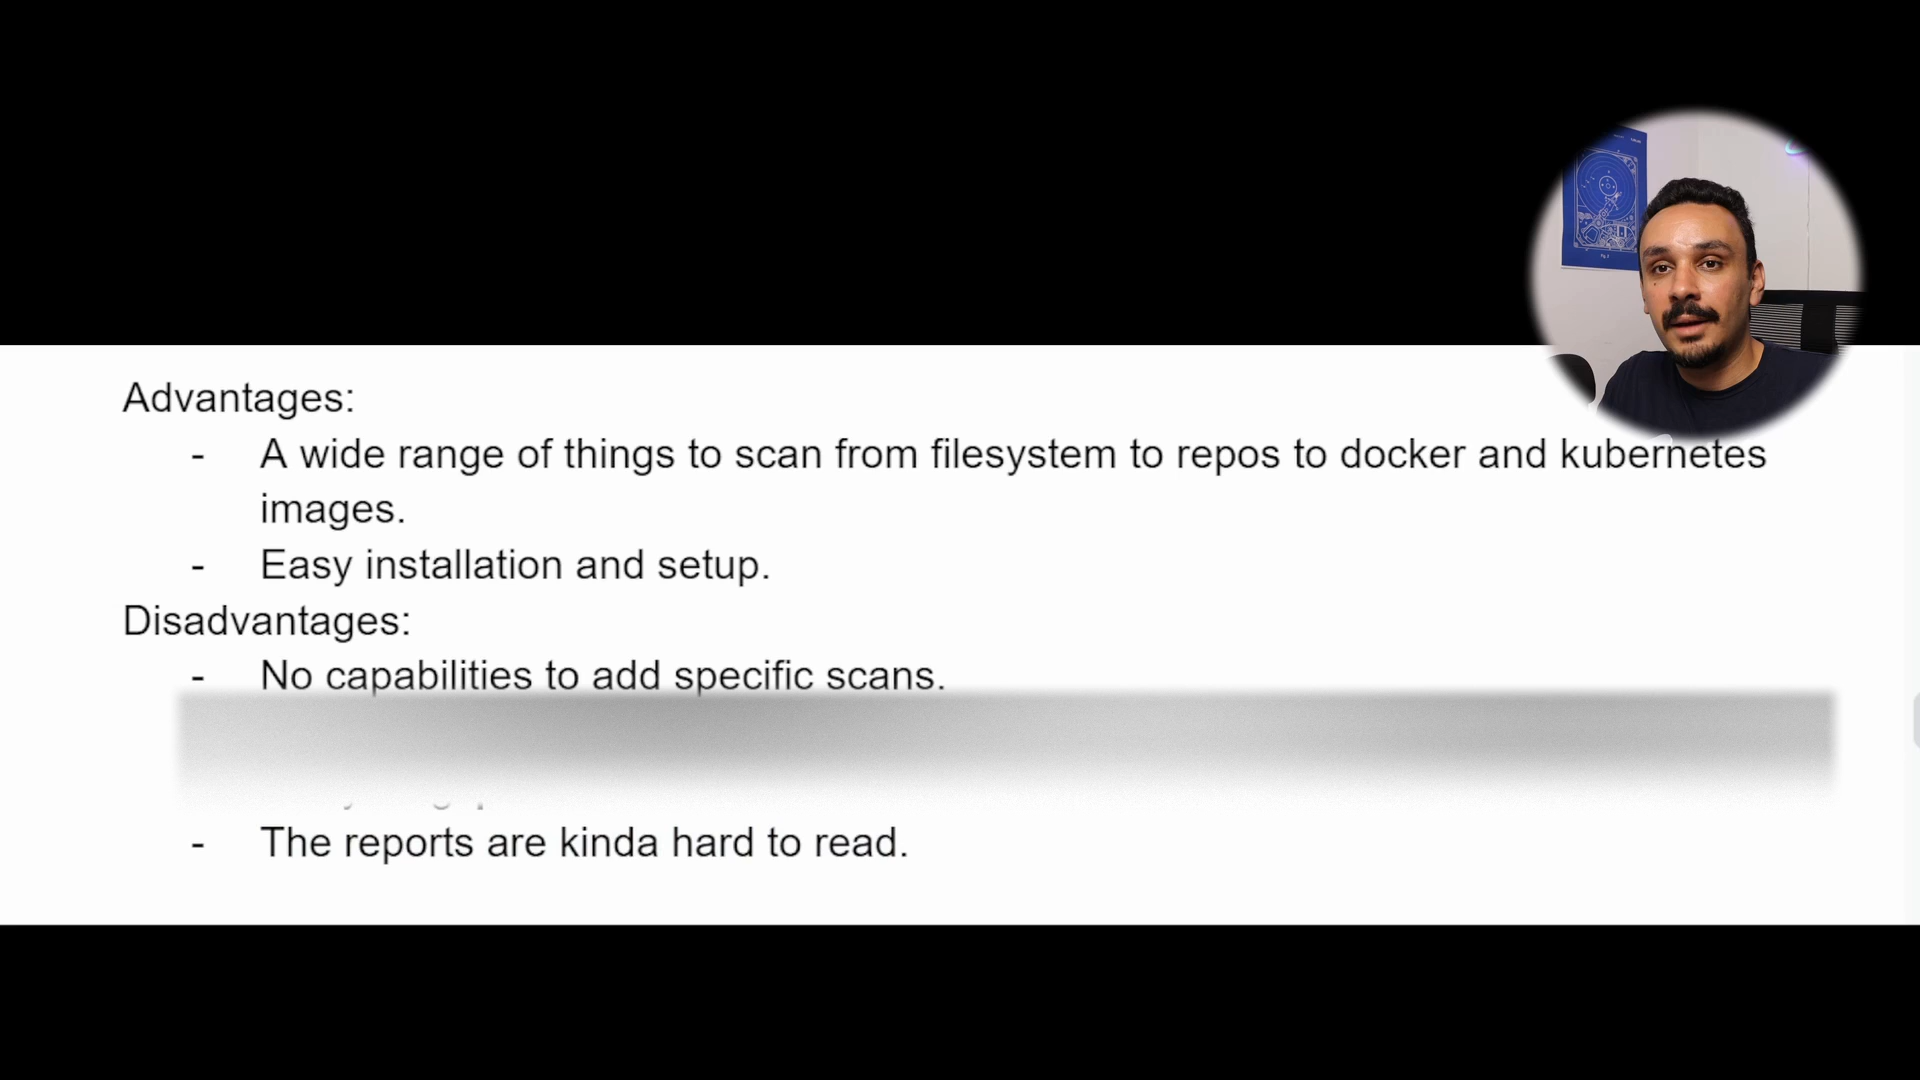 Advantages:
- A wide range of things to scan from filesystem to repos to docker and kubernetes
images.
- Easy installation and setup.
Disadvantages:
- No capabilities to add specific scans.
- The reports are kinda hard to read.